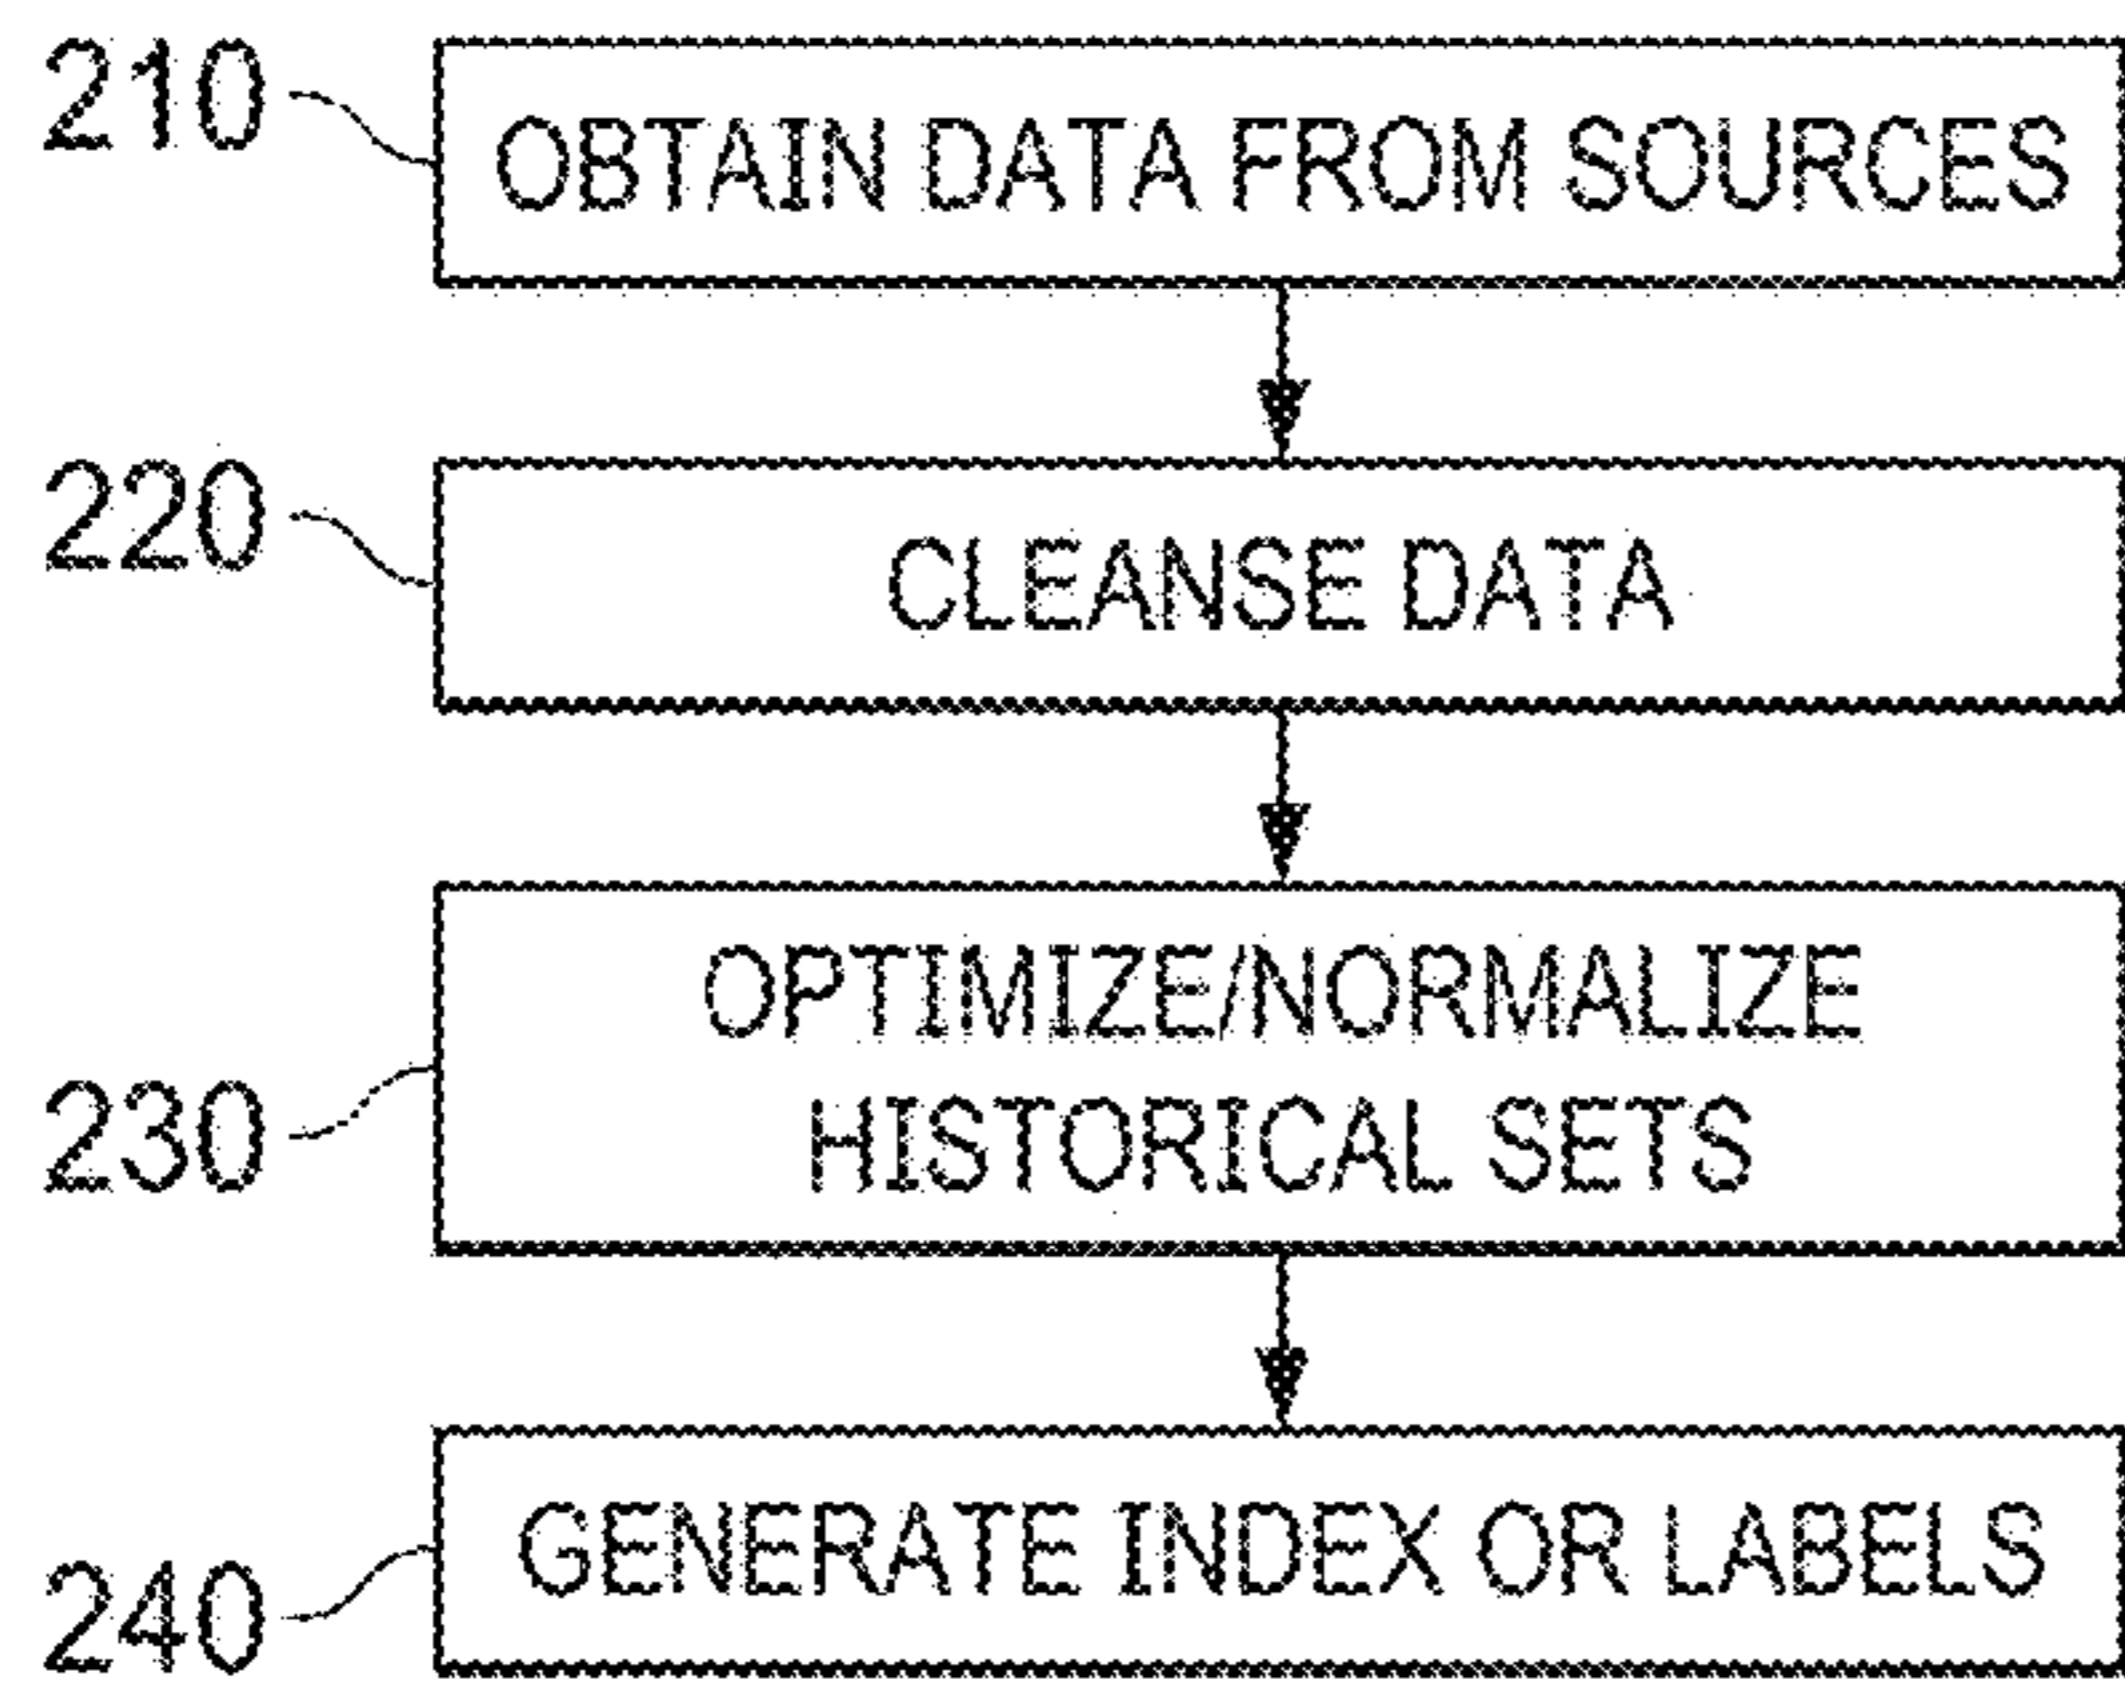 210
OBTAIN DATA FROM SOURCES
220
CLEANSE DATA
OPTIMIZE/NORMALIZE
HISTORICAL SETS
230
GENERATE INDEX OR LABELS
240